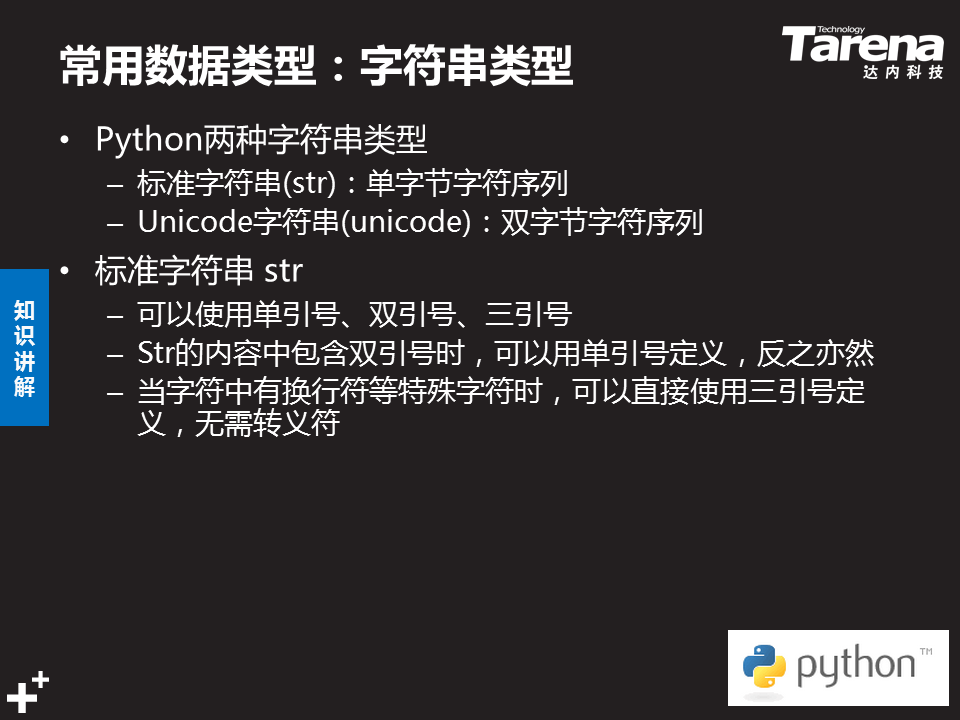 常用数据类型：字符串类型
Technology
Tarena
达内科技
• Python两种字符串类型
– 标准字符串(str)：单字节字符序列
– Unicode字符串(unicode)：双字节字符序列
• 标准字符串 str
– 可以使用单引号、双引号、三引号
– Str的内容中包含双引号时，可以用单引号定义，反之亦然
– 当字符中有换行符等特殊字符时，可以直接使用三引号定
义，无需转义符
知
识
讲
解
python™